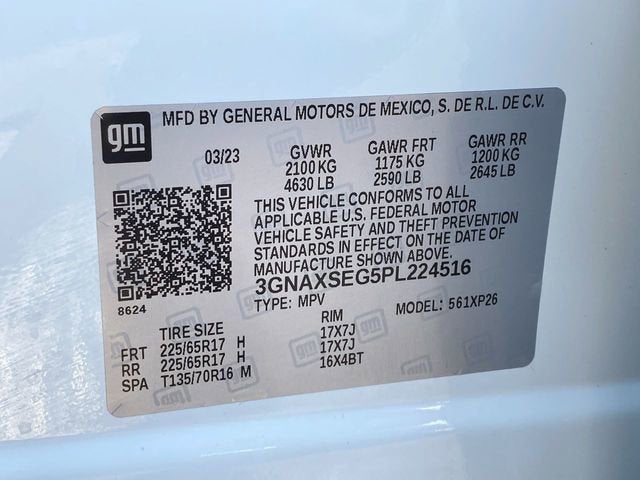 gm MFD BY GENERAL MOTORS DE MEXICO, S. DE R.L. DE C.V.
03/23 GVWR GAWR FRT GAWR RR
2100 KG 1175 KG 1200 KG
4630 LB 2590 LB 2645 LB
THIS VEHICLE CONFORMS TO ALL
APPLICABLE U.S. FEDERAL MOTOR
VEHICLE SAFETY AND THEFT PREVENTION
STANDARDS IN EFFECT ON THE DATE OF
MANUFACTURE SHOWN ABOVE.
3GNAXSEG5PL224516
8624 TYPE: MPV MODEL: 561XP26
TIRE SIZE RIM
FRT 225/65R17 H 17X7J
RR 225/65R17 H 17X7J
SPA T135/70R16 M 16X4BT